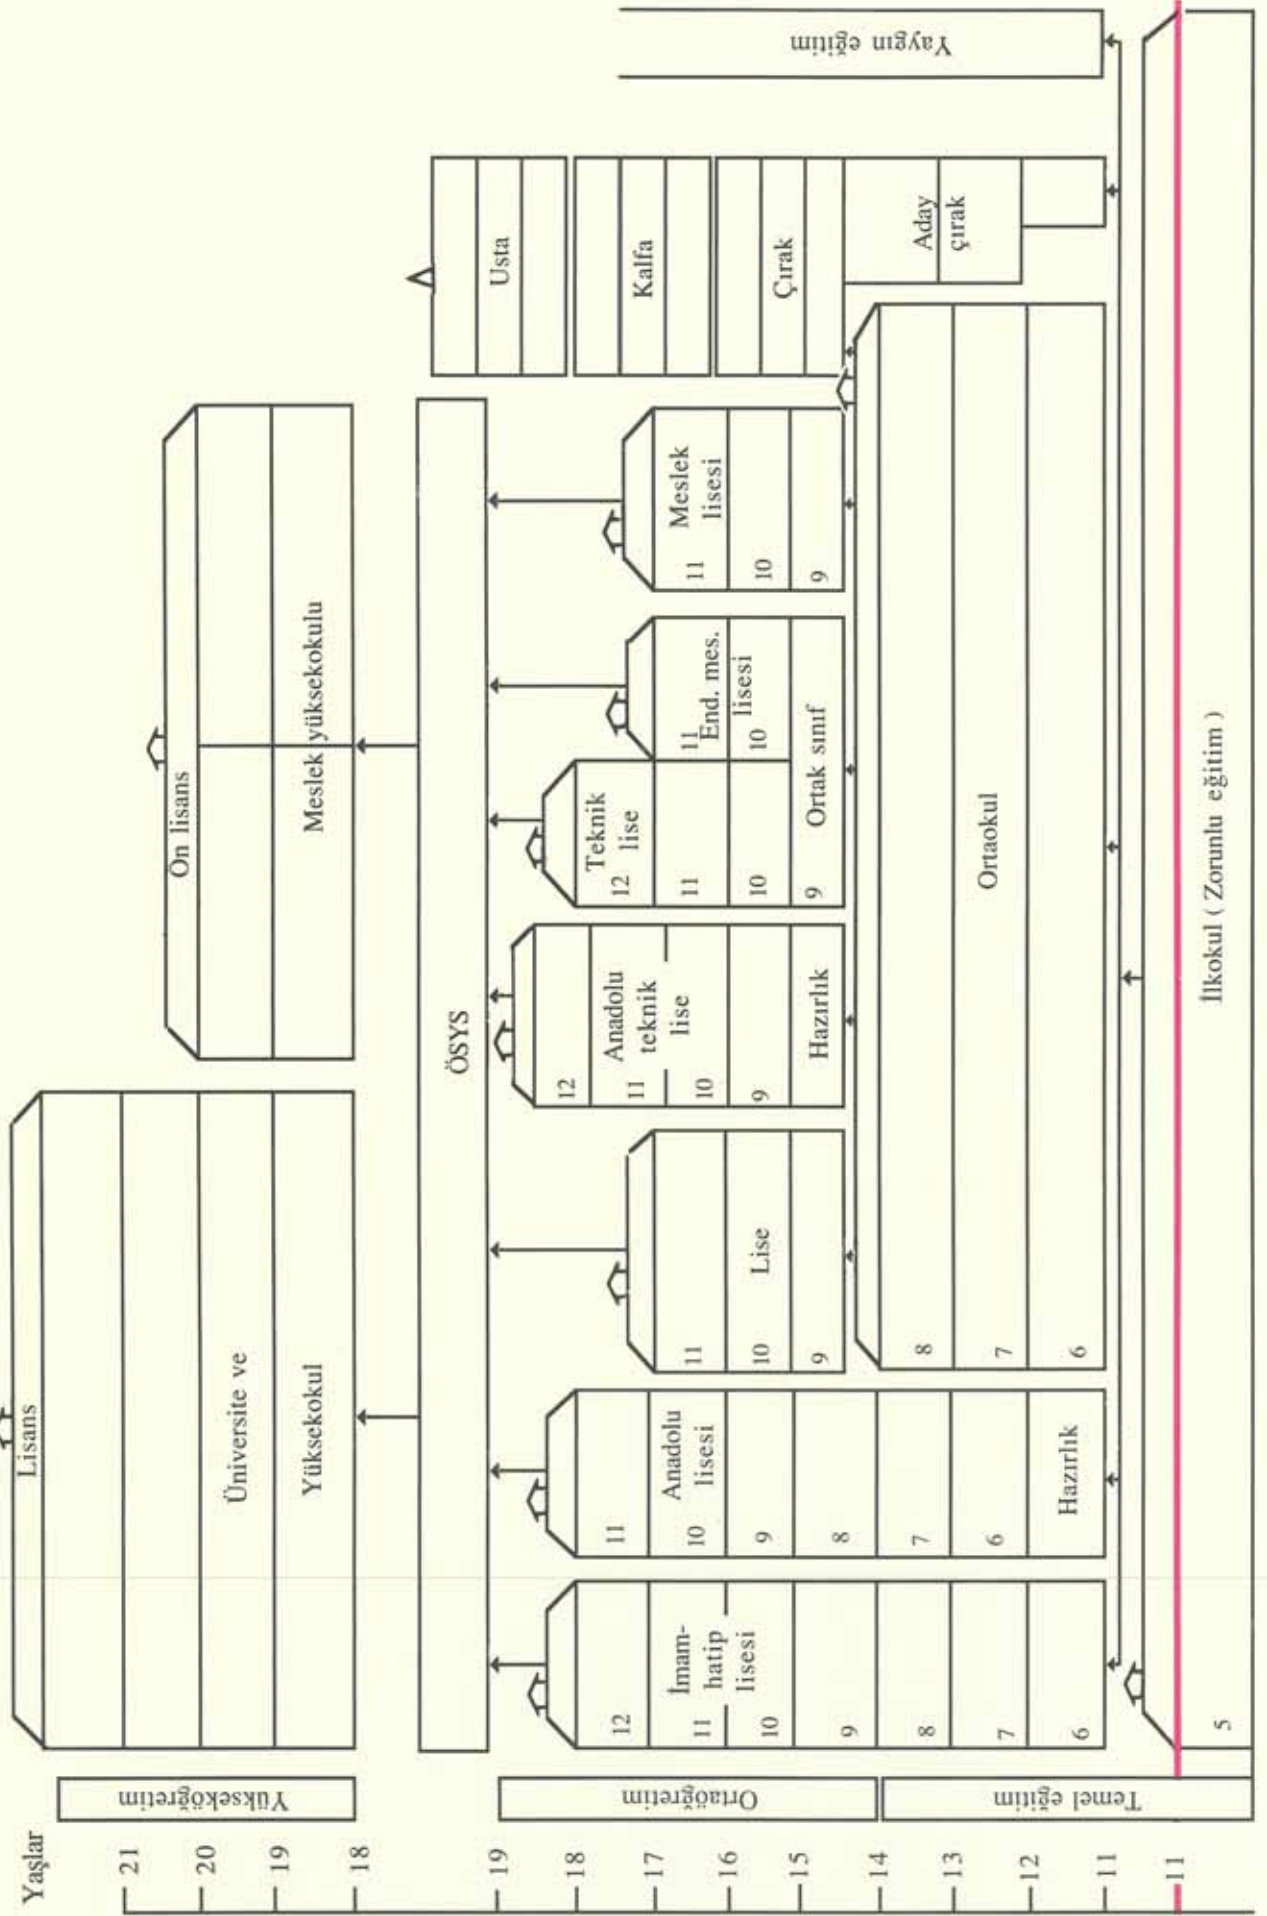 Yaşlar
21
20
19
18
19
18
17
16
15
14
13
12
11
11
Yükseköğretim
Ortaöğretim
Temel eğitim
Lisans
Üniversite ve
Yüksekokul
Ön lisans
Meslek yüksekokulu
ÖSYS
12
11
10
9
8
7
6
İmam-
hatip
lisesi
11
10
9
8
7
6
Anadolu
lisesi
Hazırlık
11
10
9
Lise
12
11
10
9
Anadolu
teknik
lise
Hazırlık
12
11
10
9
Teknik
lise
11
10
End. mes.
lisesi
Ortak sınıf
11
10
9
Meslek
lisesi
Usta
Kalfa
Çırak
Aday
çırak
Yaygın eğitim
8
7
6
Ortaokul
5
İlkokul ( Zorunlu eğitim )